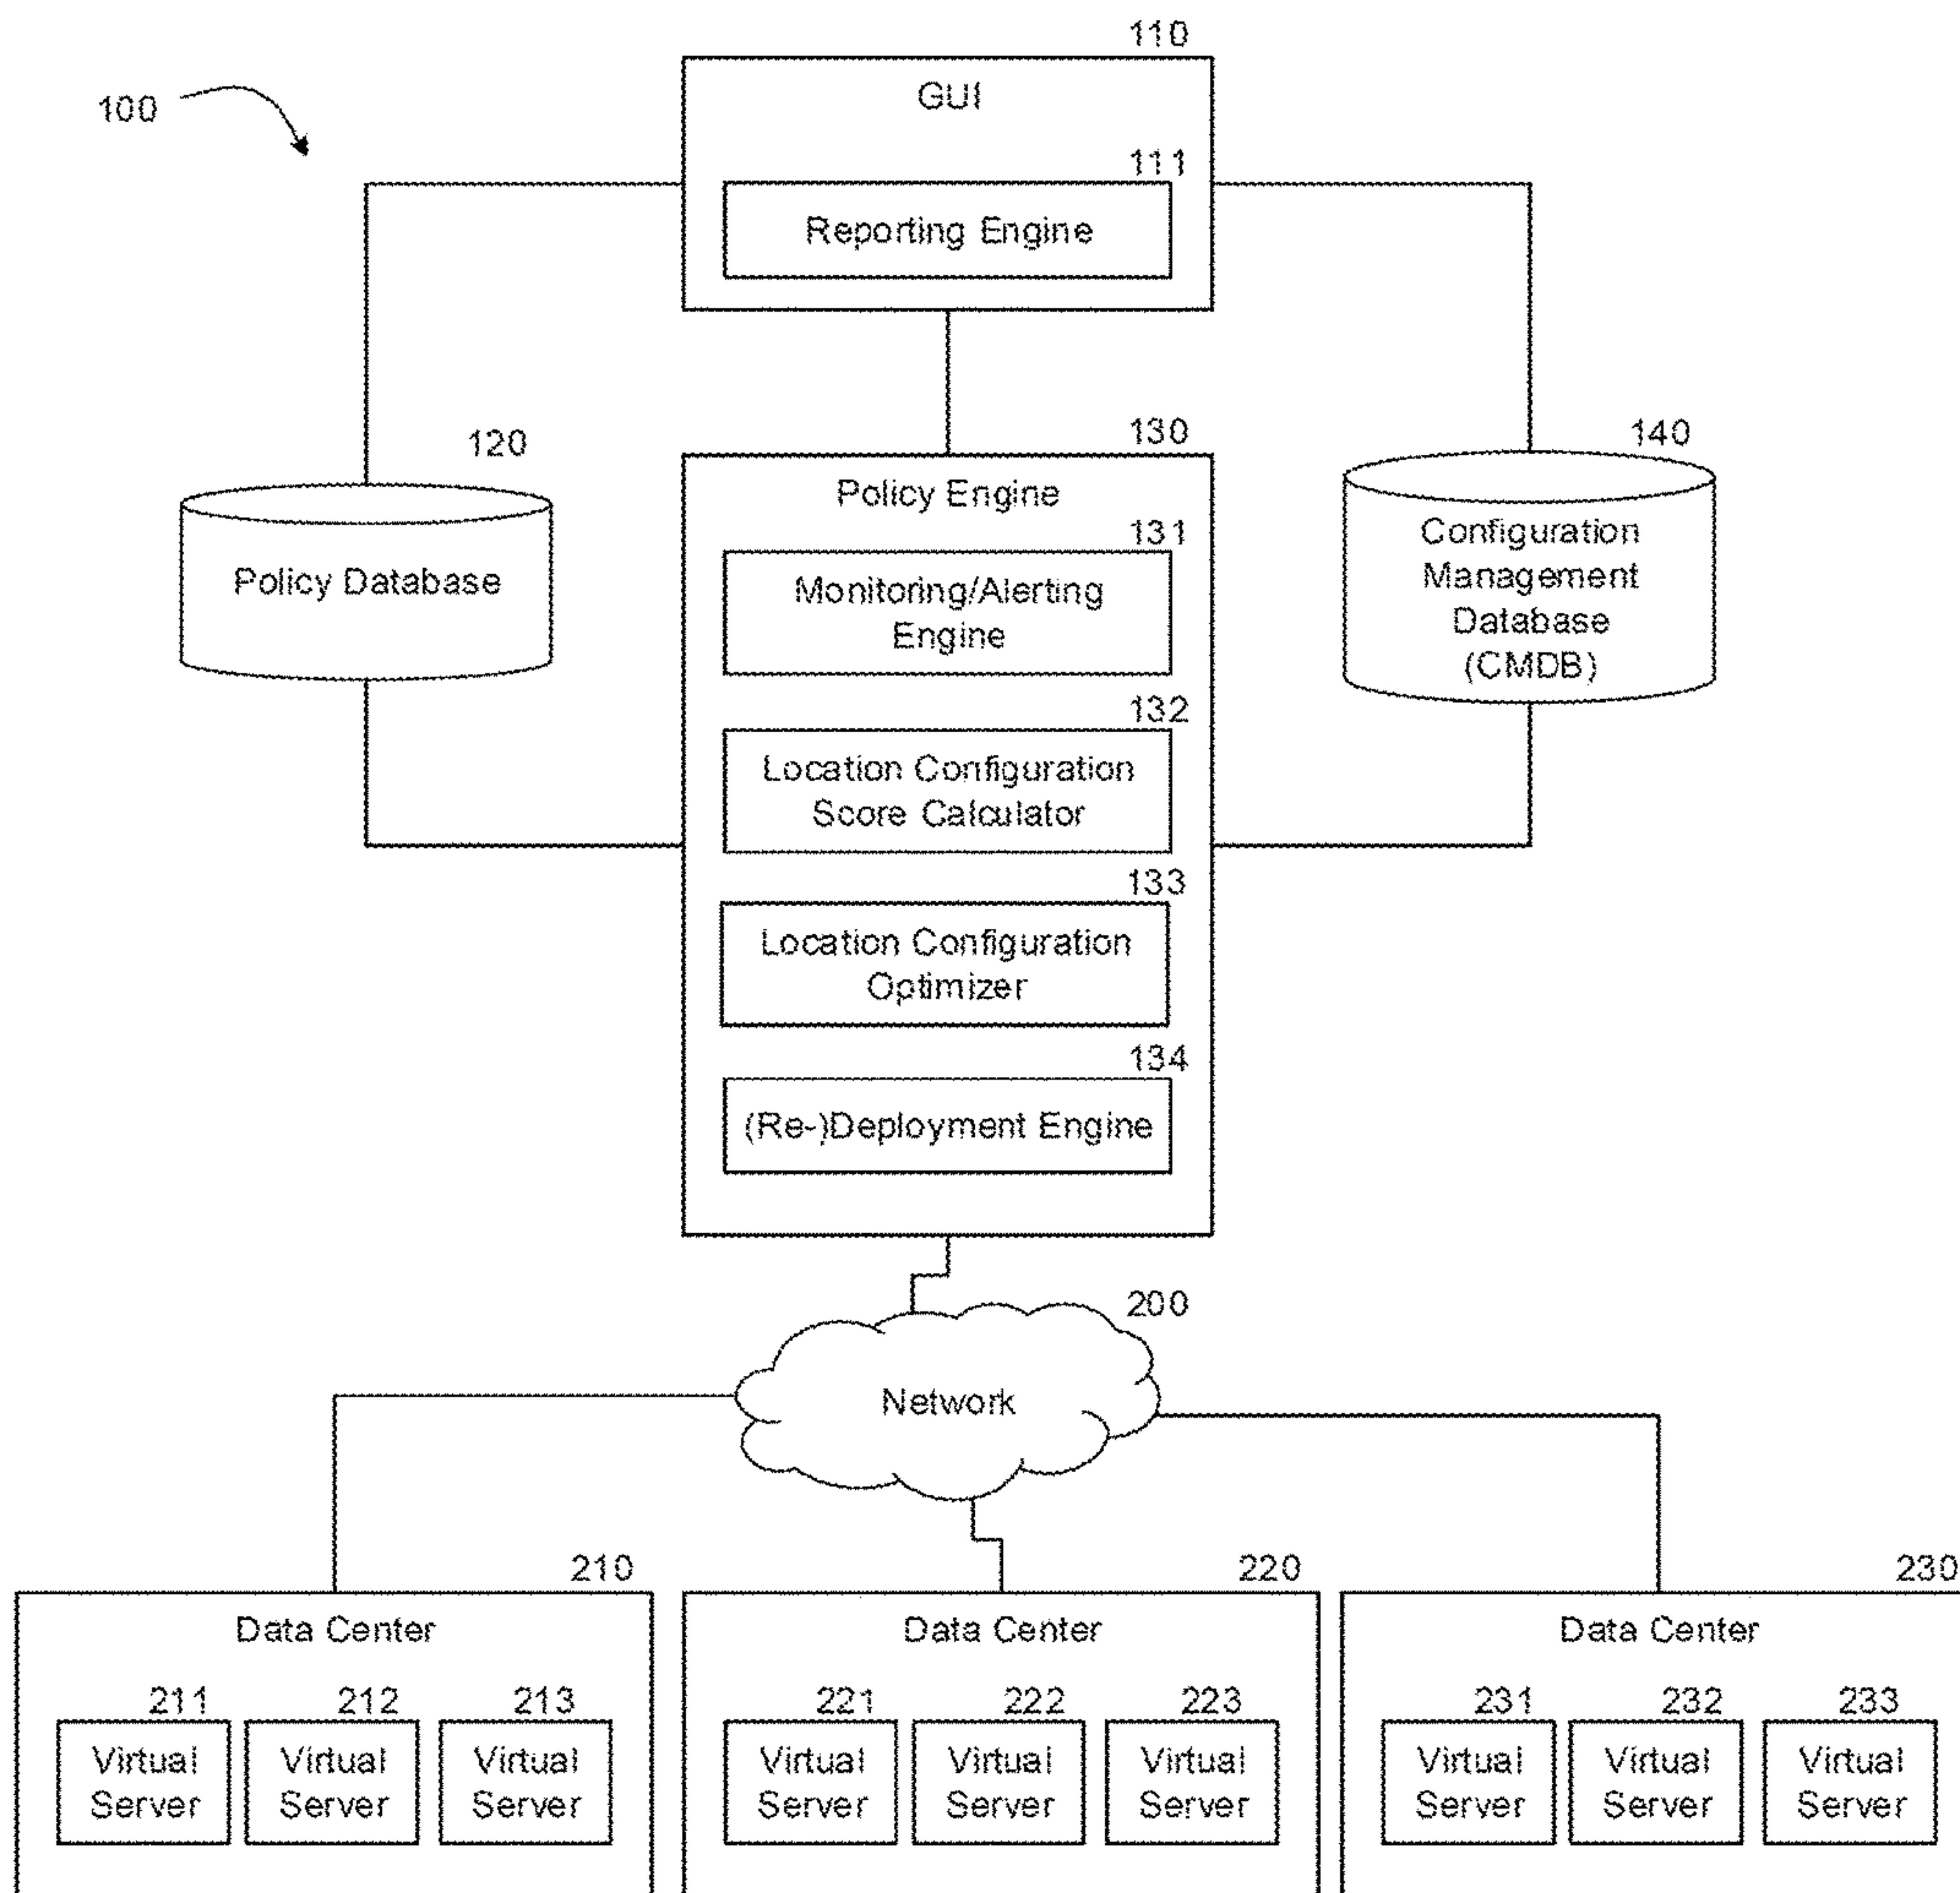 110
100
GUI
111
Reporting Engine
120
130
140
Policy Engine
Policy Database
Configuration
Management
Database
(CMDB)
131
Monitoring/Alerting
Engine
132
Location Configuration
Score Calculator
133
Location Configuration
Optimizer
134
(Re-)Deployment Engine
200
Network
210
220
230
Data Center
Data Center
Data Center
211
212
213
221
222
223
231
232
233
Virtual
Server
Virtual
Server
Virtual
Server
Virtual
Server
Virtual
Server
Virtual
Server
Virtual
Server
Virtual
Server
Virtual
Server